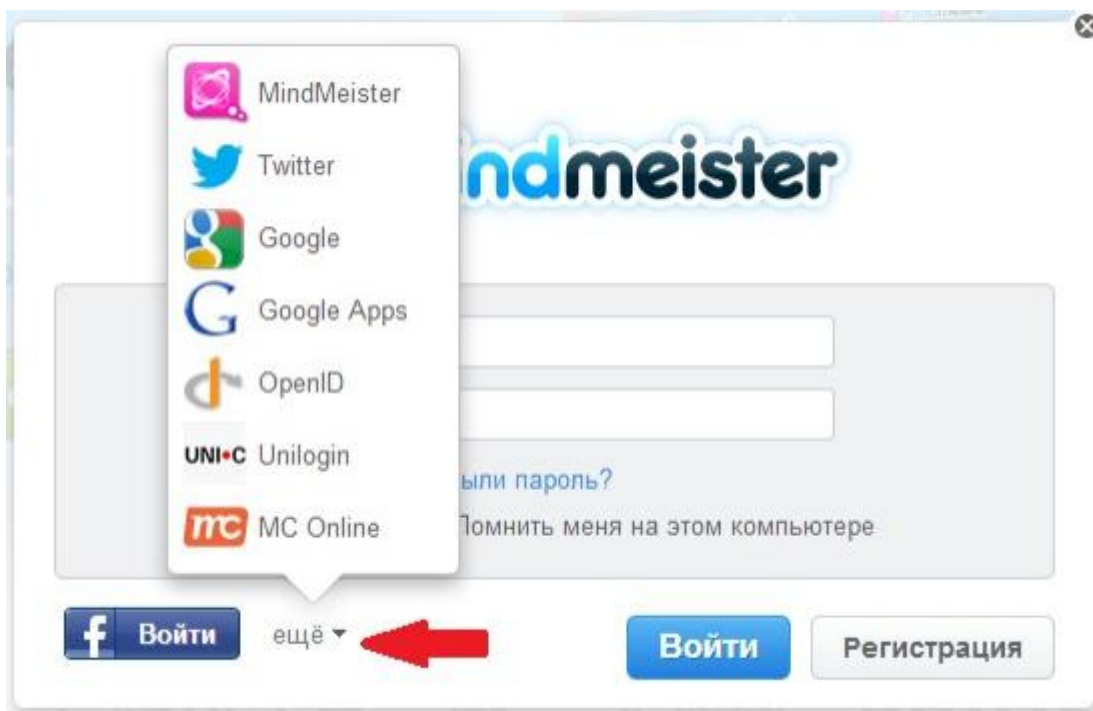 MindMeister
Twitter
Google
Google Apps
OpenID
UNI•C Unilogin
mc MC Online
indmeister
ыли пароль?
Помнить меня на этом компьютере
f Войти
ещё
Войти
Регистрация